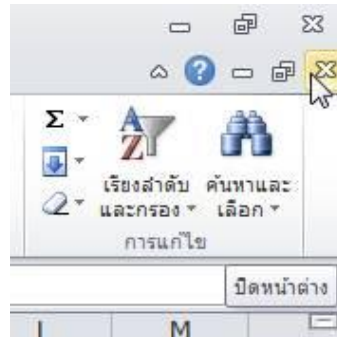 Σ
A
Z
เรียงลำดับ ค้นหาและ
และกรอง เลือก
การแก้ไข
ปิดหน้าต่าง
L M